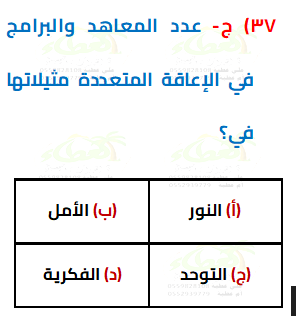 ٣٧) ج- عدد المعاهد والبرامج
في الإعاقة المتعددة مثيلاتها
في؟
(أ) النور
(ب) الأمل
(ج) التوحد
(د) الفكرية